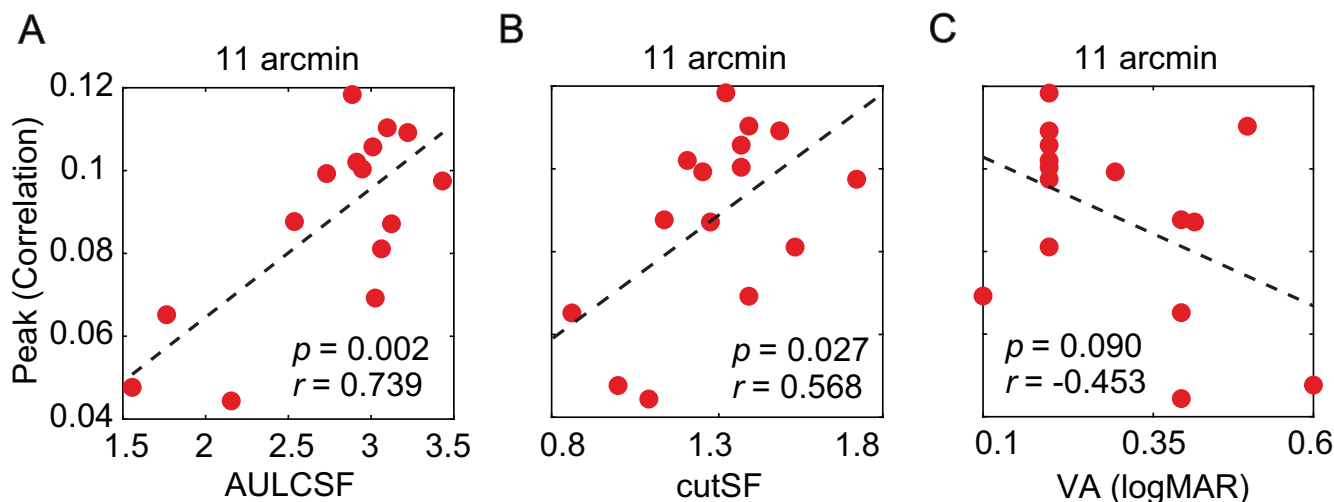 A
11 arcmin
Peak (Correlation)
0.12
0.1
0.08
0.06
0.04
p = 0.002
r = 0.739
1.5 2 2.5 3 3.5
AULCSF
B
11 arcmin
p = 0.027
r = 0.568
0.8 1.3 1.8
cutSF
C
11 arcmin
p = 0.090
r = -0.453
0.1 0.35 0.6
VA (logMAR)